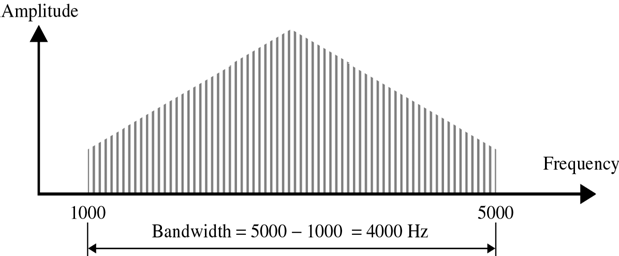 Amplitude
Frequency
1000
5000
Bandwidth = 5000 − 1000 = 4000 Hz